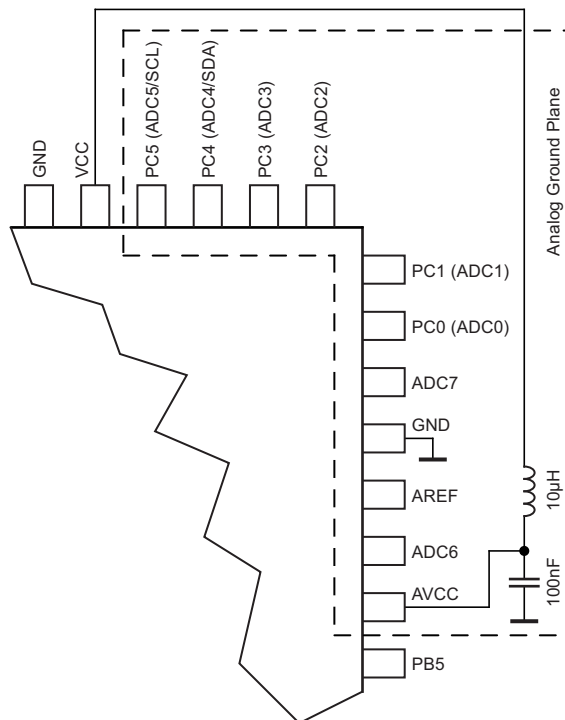 GND
VCC
PC5 (ADC5/SCL)
PC4 (ADC4/SDA)
PC3 (ADC3)
PC2 (ADC2)
Analog Ground Plane
PC1 (ADC1)
PC0 (ADC0)
ADC7
GND
AREF
ADC6
AVCC
PB5
10µH
100nF